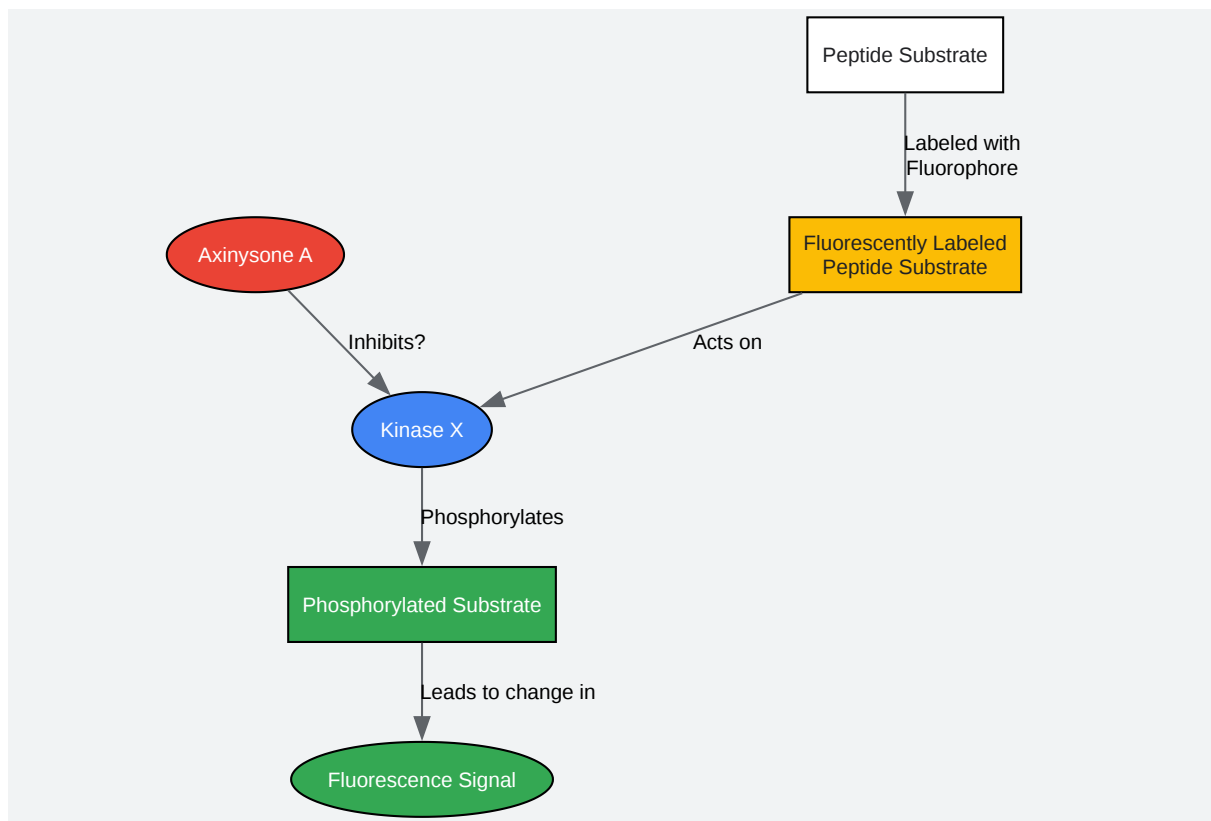 Peptide Substrate
Labeled with
Fluorophore
Axinysone A
Fluorescently Labeled
Peptide Substrate
Inhibits?
Acts on
Kinase X
Phosphorylates
Phosphorylated Substrate
Leads to change in
Fluorescence Signal